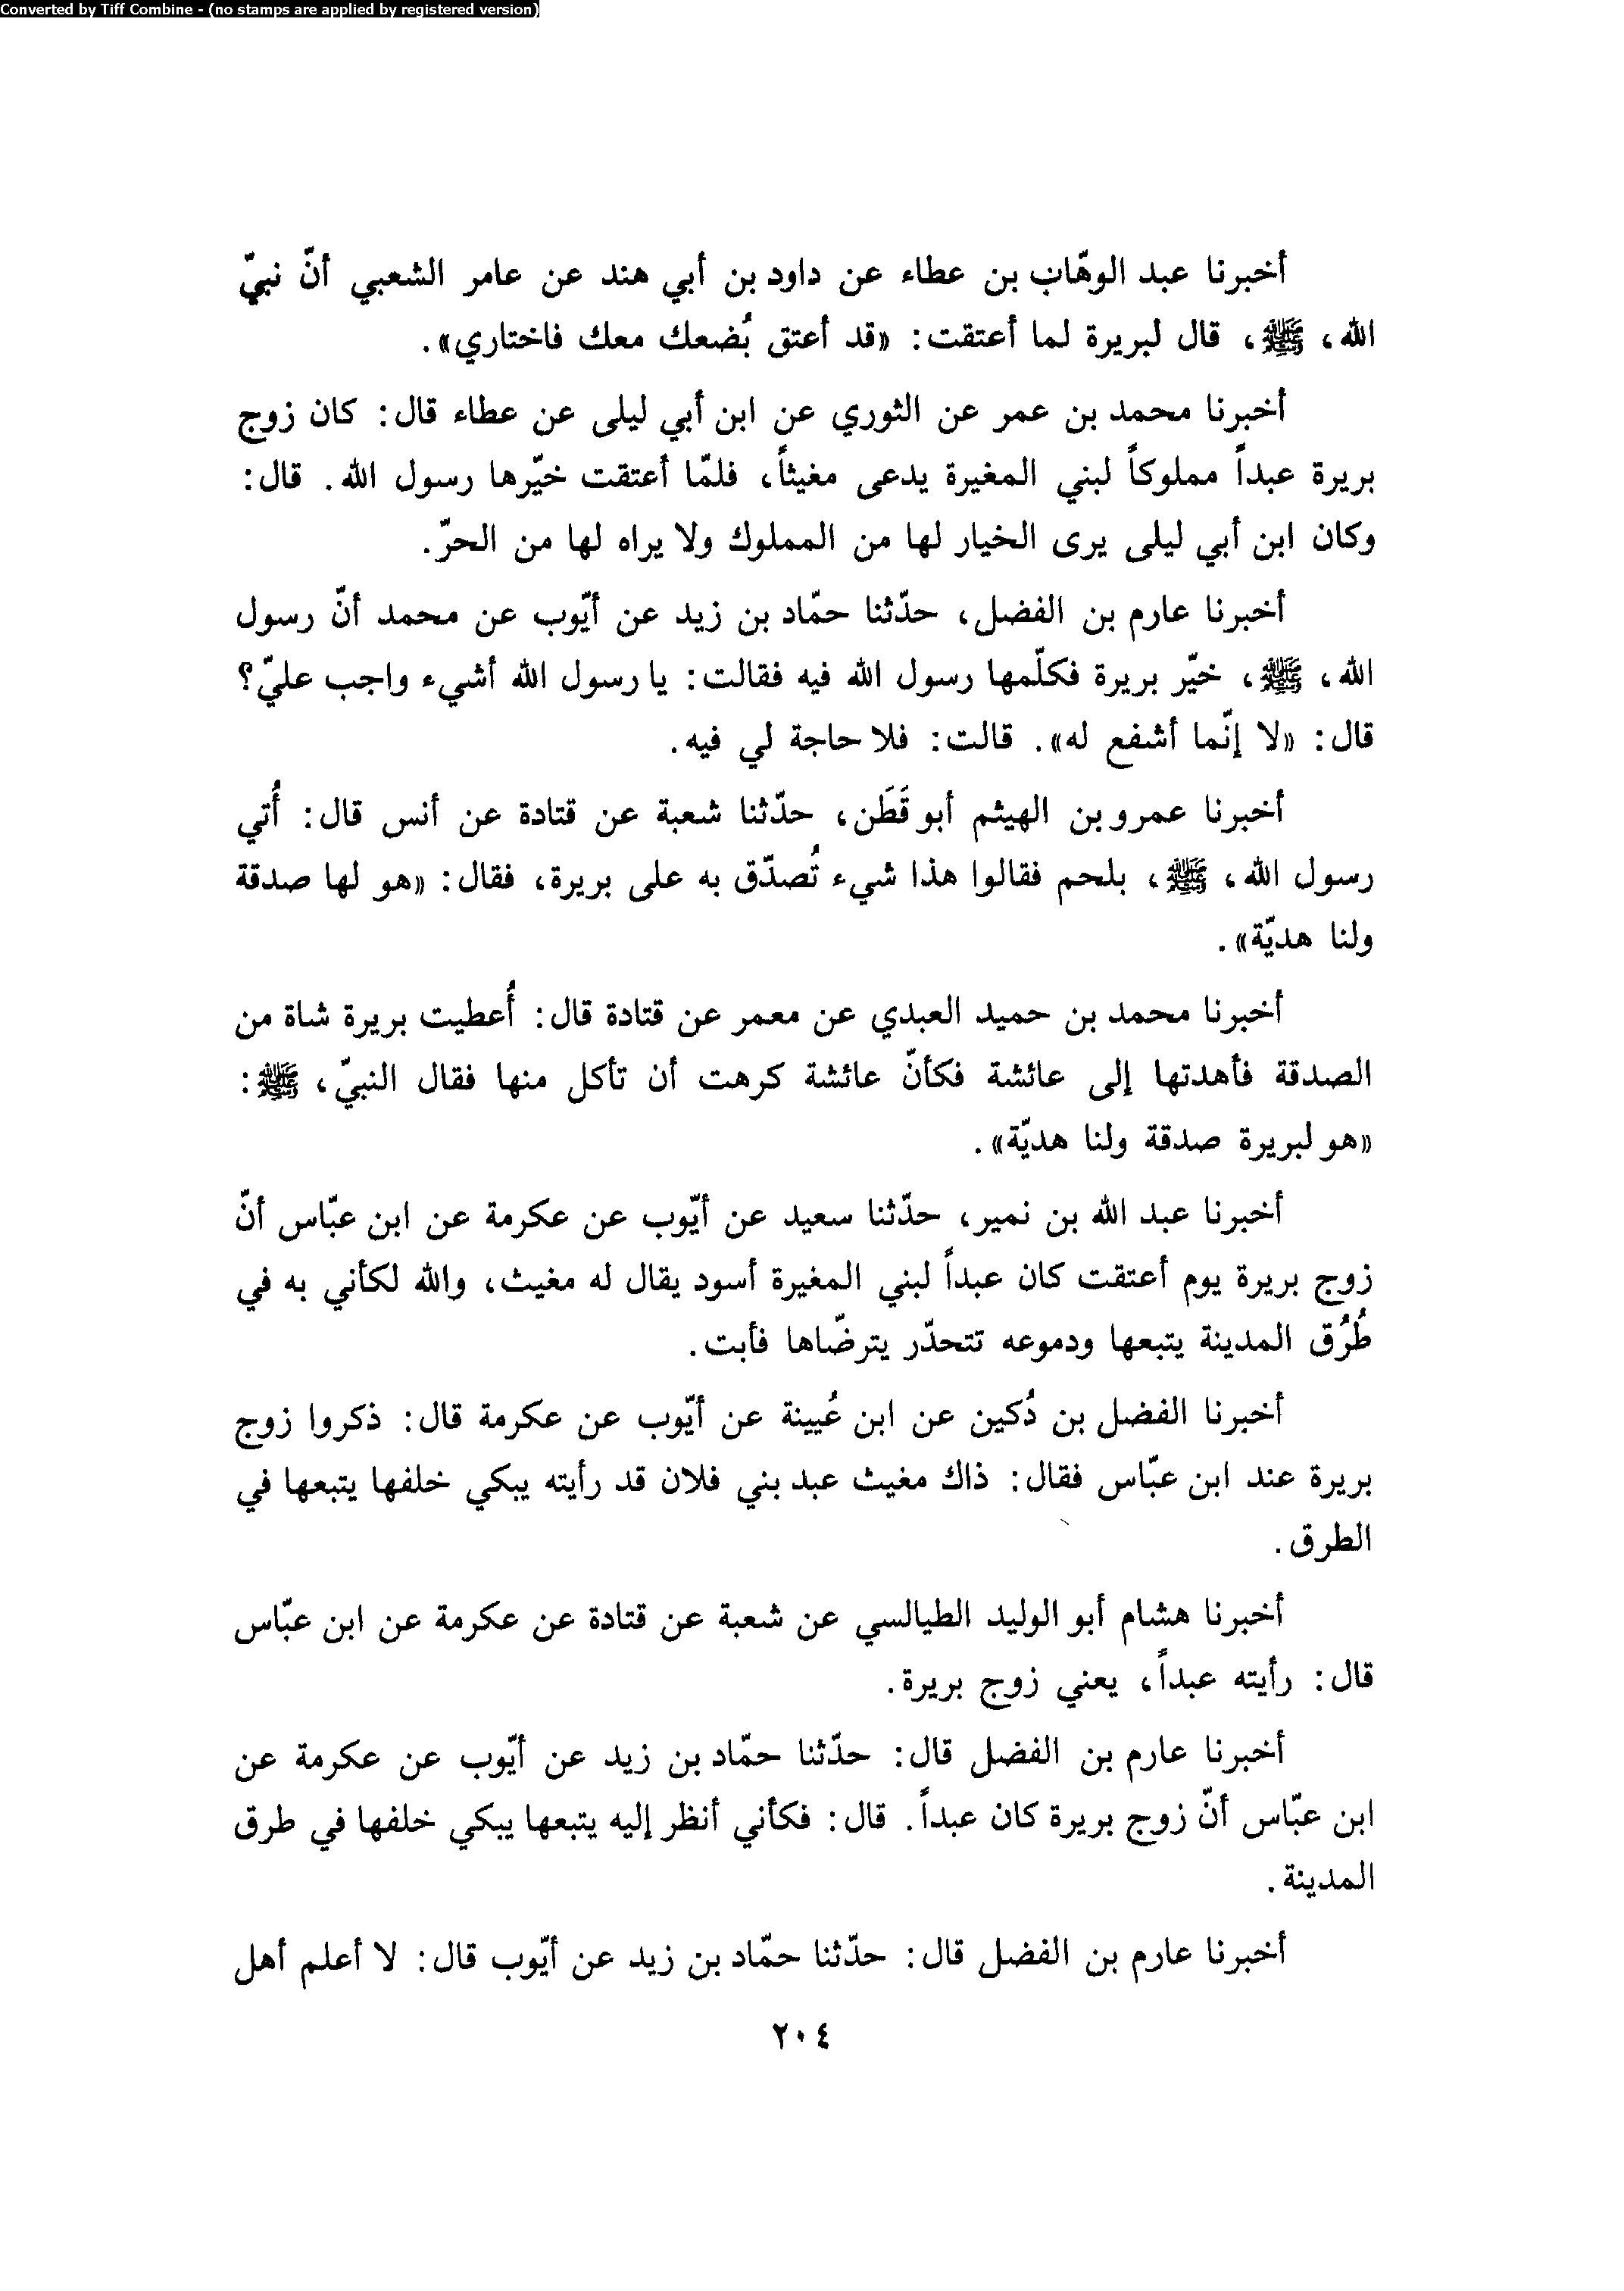 Converted by Tiff Combine - (no stamps are applied by registered version)
أخبرنا عبد الوهّاب بن عطاء عن داود بن أبي هند عن عامر الشعبي أنّ نبيّ
الله، ﷺ، قال لبريرة لما أعتقت: «قد أعتق بُضعك معك فاختاري».
أخبرنا محمد بن عمر عن الثوري عن ابن أبي ليلى عن عطاء قال: كان زوج
بريرة عبداً مملوكاً لبني المغيرة يدعى مغيثاً، فلمّا أعتقت خيّرها رسول الله. قال:
وكان ابن أبي ليلى يرى الخيار لها من المملوك ولا يراه لها من الحرّ.
أخبرنا عارم بن الفضل، حدّثنا حمّاد بن زيد عن أيّوب عن محمد أنّ رسول
الله، ﷺ، خيّر بريرة فكلّمها رسول الله فيه فقالت: يا رسول الله أشيء واجب عليّ؟
قال: «لا إنّما أشفع له». قالت: فلا حاجة لي فيه.
أخبرنا عمرو بن الهيثم أبو قَطَن، حدّثنا شعبة عن قتادة عن أنس قال: أُتي
رسول الله، ﷺ، بلحم فقالوا هذا شيء تُصدّق به على بريرة، فقال: «هو لها صدقة
ولنا هديّة».
أخبرنا محمد بن حميد العبدي عن معمر عن قتادة قال: أُعطيت بريرة شاة من
الصدقة فأهدتها إلى عائشة فكأنّ عائشة كرهت أن تأكل منها فقال النبيّ، ﷺ:
«هو لبريرة صدقة ولنا هديّة».
أخبرنا عبد الله بن نمير، حدّثنا سعيد عن أيّوب عن عكرمة عن ابن عبّاس أنّ
زوج بريرة يوم أعتقت كان عبداً لبني المغيرة أسود يقال له مغيث، والله لكأني به في
طُرُق المدينة يتبعها ودموعه تتحدّر يترضّاها فأبت.
أخبرنا الفضل بن دُكين عن ابن عُيينة عن أيّوب عن عكرمة قال: ذكروا زوج
بريرة عند ابن عبّاس فقال: ذاك مغيث عبد بني فلان قد رأيته يبكي خلفها يتبعها في
الطرق.
أخبرنا هشام أبو الوليد الطيالسي عن شعبة عن قتادة عن عكرمة عن ابن عبّاس
قال: رأيته عبداً، يعني زوج بريرة.
أخبرنا عارم بن الفضل قال: حدّثنا حمّاد بن زيد عن أيّوب عن عكرمة عن
ابن عبّاس أنّ زوج بريرة كان عبداً. قال: فكأني أنظر إليه يتبعها يبكي خلفها في طرق
المدينة.
أخبرنا عارم بن الفضل قال: حدّثنا حمّاد بن زيد عن أيّوب قال: لا أعلم أهل
٢٠٤